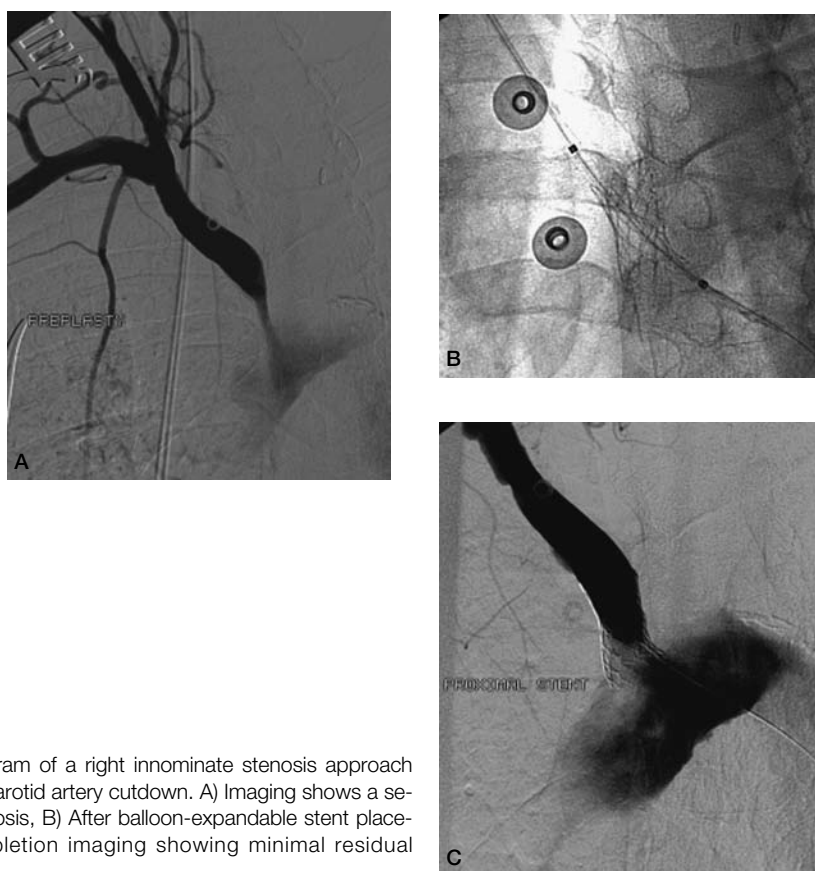 PREPLASTY
A
B
PROXIMAL STENT
C
ram of a right innominate stenosis approach
arotid artery cutdown. A) Imaging shows a se-
osis, B) After balloon-expandable stent place-
pletion imaging showing minimal residual